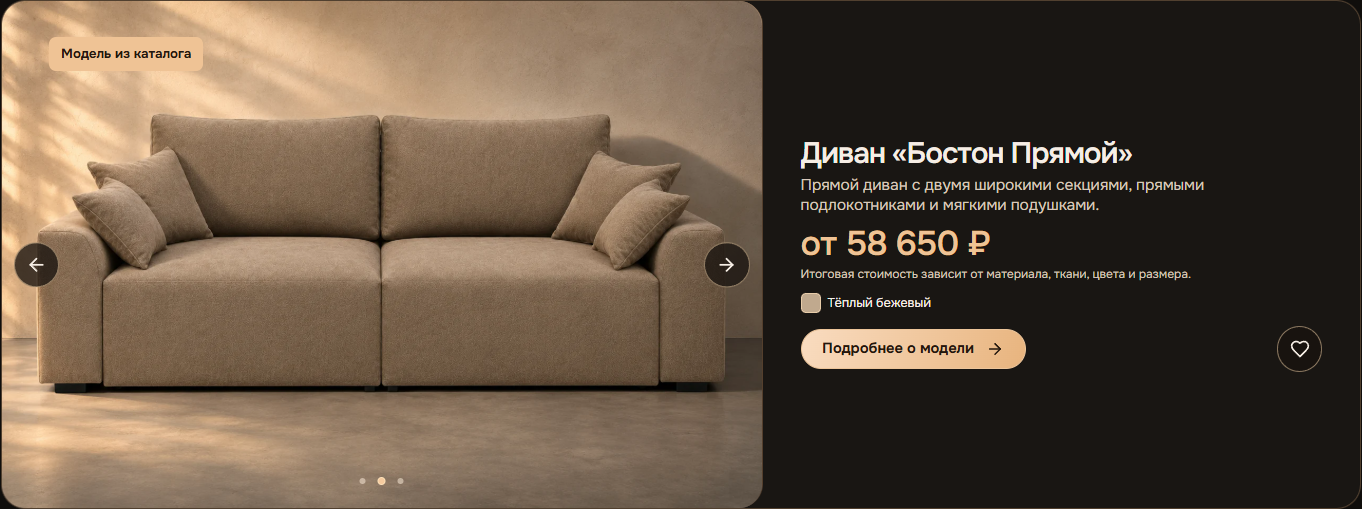 Модель из каталога
Диван «Бостон Прямой»
Прямой диван с двумя широкими секциями, прямыми
подлокотниками и мягкими подушками.
от 58 650 ₽
Итоговая стоимость зависит от материала, ткани, цвета и размера.
Тёплый бежевый
Подробнее о модели